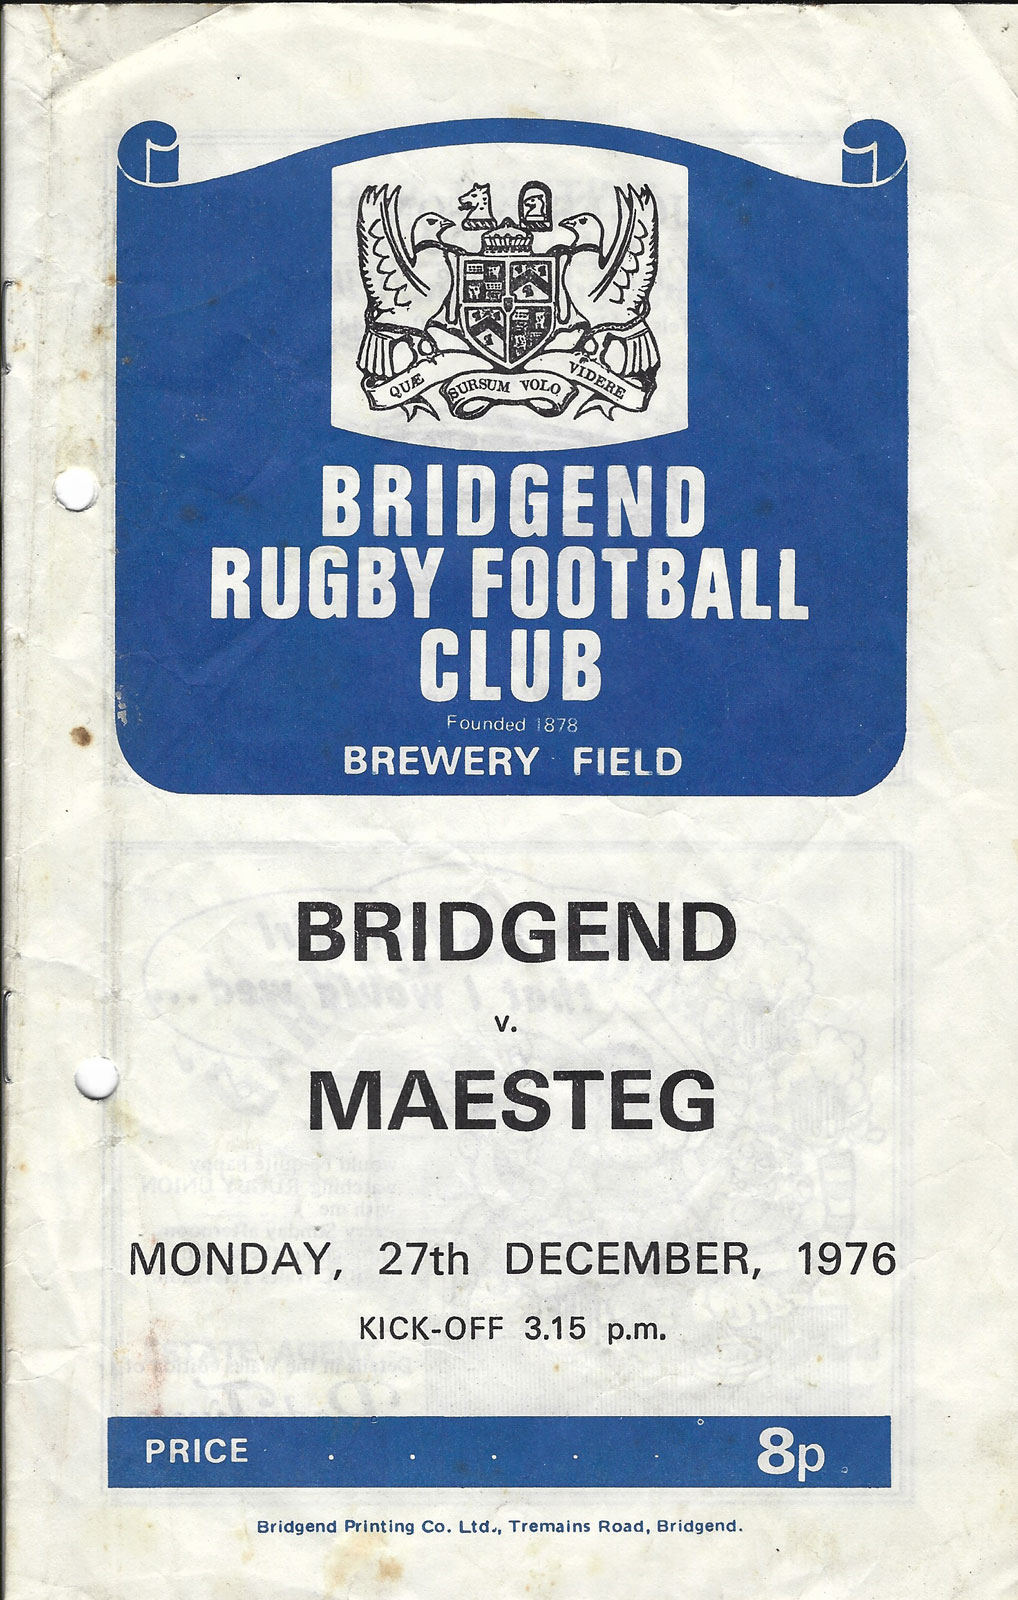 QUÆ SURSUM VOLO VIDERE
BRIDGEND
RUGBY FOOTBALL
CLUB
Founded 1878
BREWERY FIELD
BRIDGEND
v.
MAESTEG
MONDAY, 27th DECEMBER, 1976
KICK-OFF 3.15 p.m.
PRICE . . . . . 8p
Bridgend Printing Co. Ltd., Tremains Road, Bridgend.